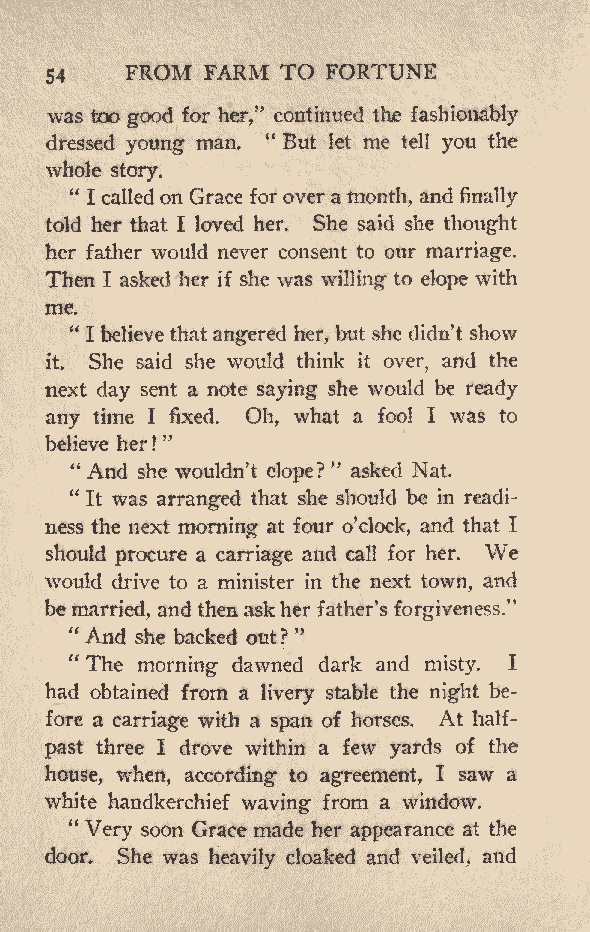 54 FROM FARM TO FORTUNE
was too good for her,” continued the fashionably
dressed young man. “ But let me tell you the
whole story.
“ I called on Grace for over a month, and finally
told her that I loved her. She said she thought
her father would never consent to our marriage.
Then I asked her if she was willing to elope with
me.
“ I believe that angered her, but she didn’t show
it. She said she would think it over, and the
next day sent a note saying she would be ready
any time I fixed. Oh, what a fool I was to
believe her! ”
“ And she wouldn’t elope? ” asked Nat.
“ It was arranged that she should be in readi-
ness the next morning at four o’clock, and that I
should procure a carriage and call for her. We
would drive to a minister in the next town, and
be married, and then ask her father’s forgiveness.”
“ And she backed out? ”
“ The morning dawned dark and misty. I
had obtained from a livery stable the night be-
fore a carriage with a span of horses. At half-
past three I drove within a few yards of the
house, when, according to agreement, I saw a
white handkerchief waving from a window.
“ Very soon Grace made her appearance at the
door. She was heavily cloaked and veiled, and